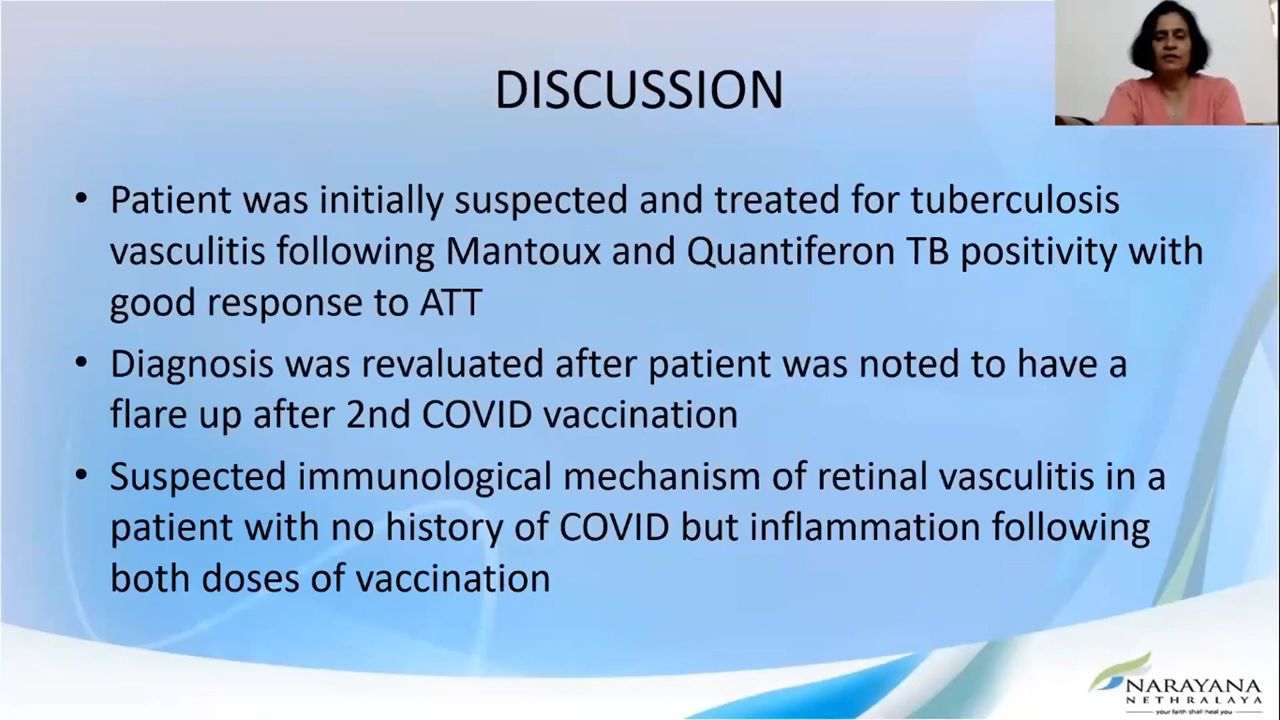 DISCUSSION
• Patient was initially suspected and treated for tuberculosis
vasculitis following Mantoux and Quantiferon TB positivity with
good response to ATT
• Diagnosis was revaluated after patient was noted to have a
flare up after 2nd COVID vaccination
• Suspected immunological mechanism of retinal vasculitis in a
patient with no history of COVID but inflammation following
both doses of vaccination
NARAYANA
NETHRALAYA
your faith shall heal you